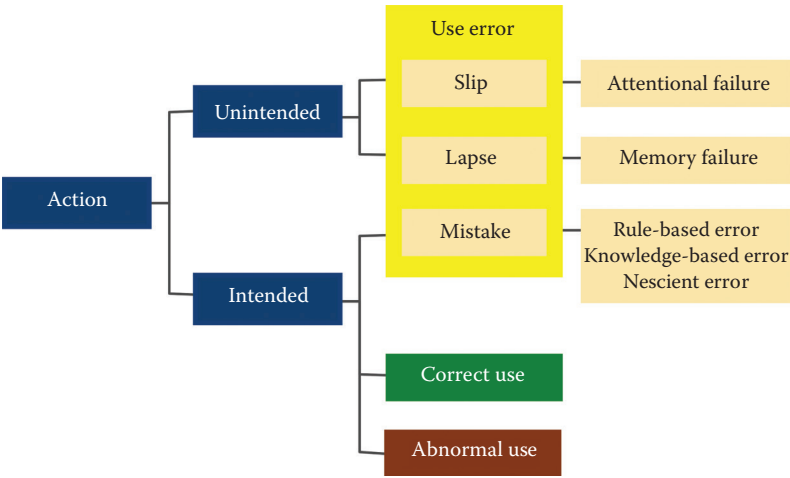 Use error
Slip
Attentional failure
Unintended
Lapse
Memory failure
Action
Mistake
Rule-based error
Knowledge-based error
Nescient error
Intended
Correct use
Abnormal use